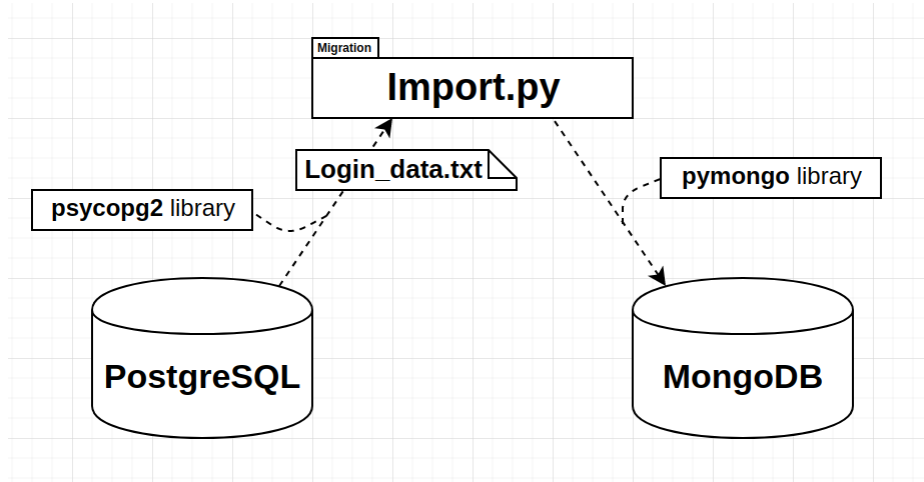 Migration
Import.py
Login_data.txt
pymongo library
psycopg2 library
PostgreSQL
MongoDB